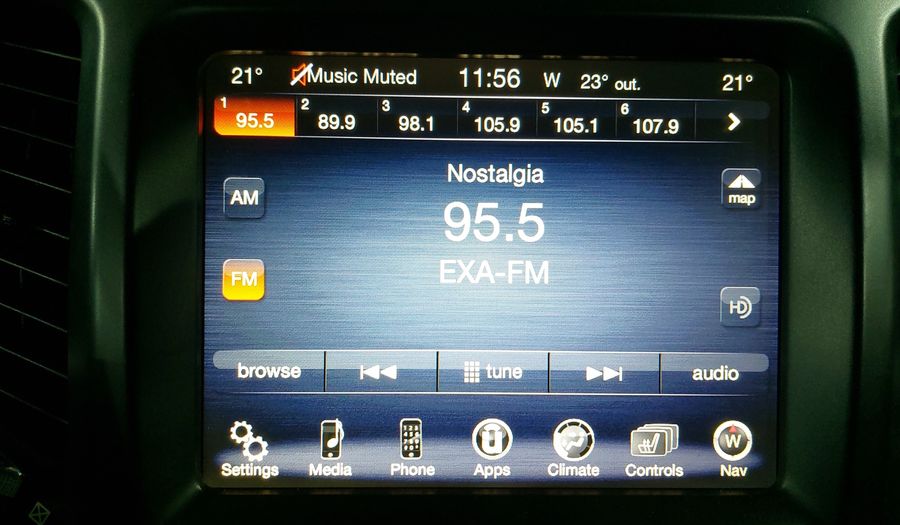 21° Music Muted 11:56 W 23° out. 21°
1 95.5 2 89.9 3 98.1 4 105.9 5 105.1 6 107.9
Nostalgia
AM
map
95.5
EXA-FM
FM
HD
browse tune audio
U
W
Settings Media Phone Apps Climate Controls Nav